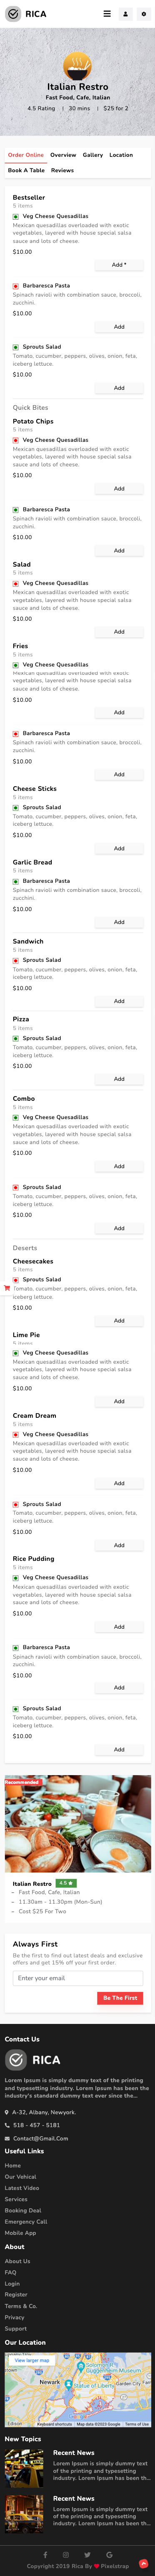 RICA
Italian Restro
Fast Food, Cafe, Italian
4.5 Rating | 30 mins | $25 for 2
Order Online Overview Gallery Location
Book A Table Reviews
Bestseller
5 items
Veg Cheese Quesadillas
Mexican quesadillas overloaded with exotic
vegetables, layered with house special salsa
sauce and lots of cheese.
$10.00
Add +
Barbaresca Pasta
Spinach ravioli with combination sauce, broccoli,
zucchini.
$10.00
Add
Sprouts Salad
Tomato, cucumber, peppers, olives, onion, feta,
iceberg lettuce.
$10.00
Add
Quick Bites
Potato Chips
5 items
Veg Cheese Quesadillas
Mexican quesadillas overloaded with exotic
vegetables, layered with house special salsa
sauce and lots of cheese.
$10.00
Add
Barbaresca Pasta
Spinach ravioli with combination sauce, broccoli,
zucchini.
$10.00
Add
Salad
5 items
Veg Cheese Quesadillas
Mexican quesadillas overloaded with exotic
vegetables, layered with house special salsa
sauce and lots of cheese.
$10.00
Add
Fries
5 items
Veg Cheese Quesadillas
Mexican quesadillas overloaded with exotic
vegetables, layered with house special salsa
sauce and lots of cheese.
$10.00
Add
Barbaresca Pasta
Spinach ravioli with combination sauce, broccoli,
zucchini.
$10.00
Add
Cheese Sticks
5 items
Sprouts Salad
Tomato, cucumber, peppers, olives, onion, feta,
iceberg lettuce.
$10.00
Add
Garlic Bread
5 items
Barbaresca Pasta
Spinach ravioli with combination sauce, broccoli,
zucchini.
$10.00
Add
Sandwich
5 items
Sprouts Salad
Tomato, cucumber, peppers, olives, onion, feta,
iceberg lettuce.
$10.00
Add
Pizza
5 items
Sprouts Salad
Tomato, cucumber, peppers, olives, onion, feta,
iceberg lettuce.
$10.00
Add
Combo
5 items
Veg Cheese Quesadillas
Mexican quesadillas overloaded with exotic
vegetables, layered with house special salsa
sauce and lots of cheese.
$10.00
Add
Sprouts Salad
Tomato, cucumber, peppers, olives, onion, feta,
iceberg lettuce.
$10.00
Add
Deserts
Cheesecakes
5 items
Sprouts Salad
Tomato, cucumber, peppers, olives, onion, feta,
iceberg lettuce.
$10.00
Add
Lime Pie
5 items
Veg Cheese Quesadillas
Mexican quesadillas overloaded with exotic
vegetables, layered with house special salsa
sauce and lots of cheese.
$10.00
Add
Cream Dream
5 items
Veg Cheese Quesadillas
Mexican quesadillas overloaded with exotic
vegetables, layered with house special salsa
sauce and lots of cheese.
$10.00
Add
Sprouts Salad
Tomato, cucumber, peppers, olives, onion, feta,
iceberg lettuce.
$10.00
Add
Rice Pudding
5 items
Veg Cheese Quesadillas
Mexican quesadillas overloaded with exotic
vegetables, layered with house special salsa
sauce and lots of cheese.
$10.00
Add
Barbaresca Pasta
Spinach ravioli with combination sauce, broccoli,
zucchini.
$10.00
Add
Sprouts Salad
Tomato, cucumber, peppers, olives, onion, feta,
iceberg lettuce.
$10.00
Add
Recommended
Italian Restro 4.5
Fast Food, Cafe, Italian
11.30am - 11.30pm (Mon-Sun)
Cost $25 For Two
Always First
Be the first to find out latest deals and exclusive
offers and get 15% off your first order.
Enter your email
Be The First
Contact Us
RICA
Lorem Ipsum is simply dummy text of the printing
and typesetting industry. Lorem Ipsum has been the
industry's standard dummy text ever since the...
A-32, Albany, Newyork.
518 - 457 - 5181
Contact@Gmail.Com
Useful Links
Home
Our Vehical
Latest Video
Services
Booking Deal
Emergency Call
Mobile App
About
About Us
FAQ
Login
Register
Terms & Co.
Privacy
Support
Our Location
View larger map
Solomon R.
Guggenheim Museum
Newark
Statue of Liberty
Garden City
Keyboard shortcuts Map data ©2023 Google Terms of Use
New Topics
Recent News
Lorem Ipsum is simply dummy text
of the printing and typesetting
industry. Lorem Ipsum has been th...
Recent News
Lorem Ipsum is simply dummy text
of the printing and typesetting
industry. Lorem Ipsum has been th...
Copyright 2018 Rica By Pixelstrap